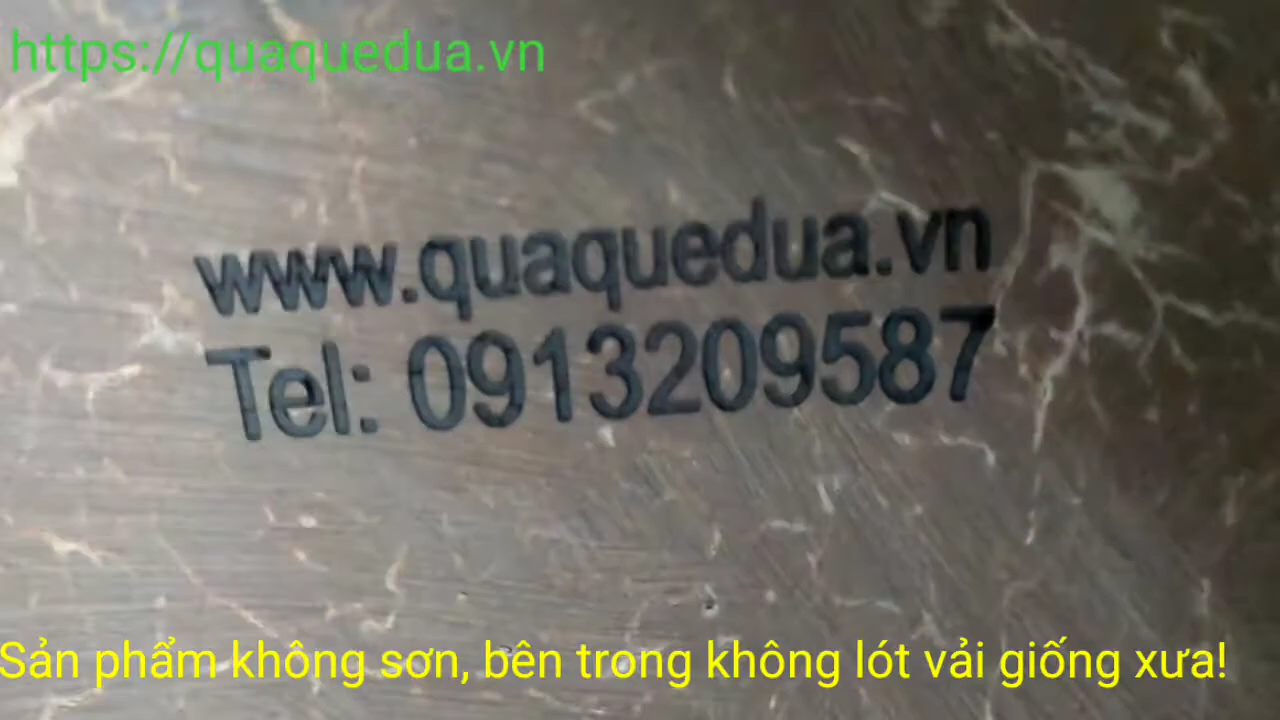 https://quaquedua.vn
www.quaquedua.vn
Tel: 0913209587
Sản phẩm không sơn, bên trong không lót vải giống xưa!